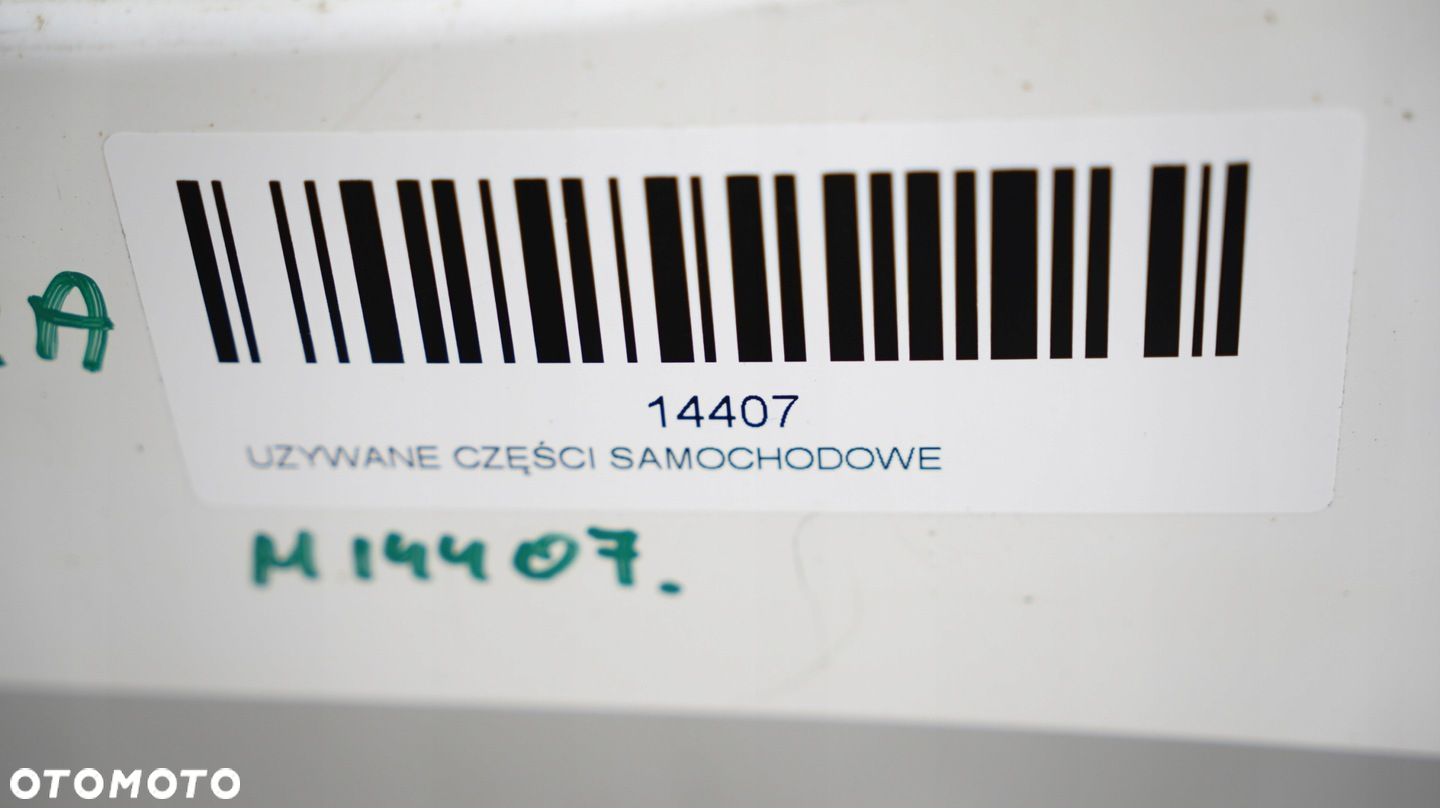 A
14407
UZYWANE CZĘŚCI SAMOCHODOWE
M14407.
OTOMOTO